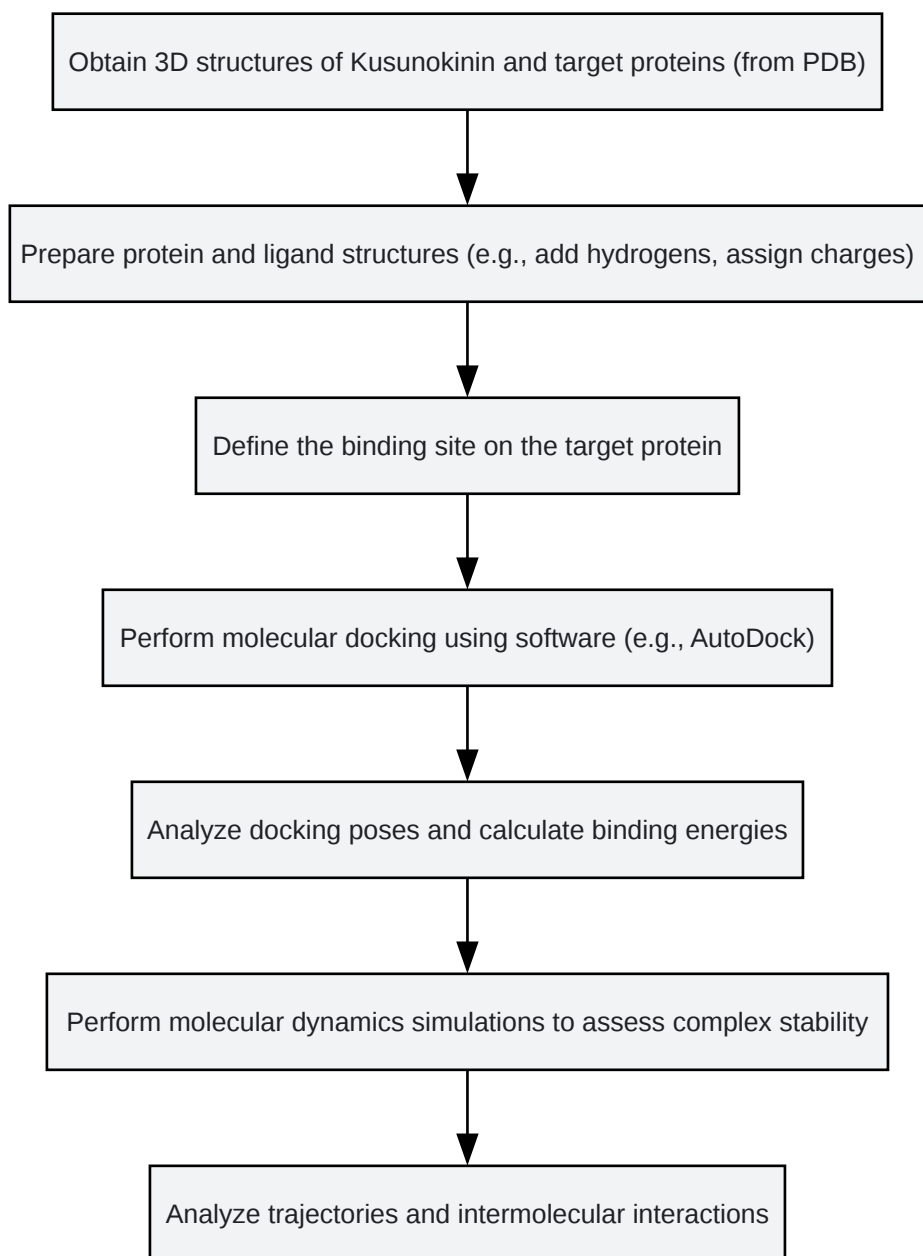 Obtain 3D structures of Kusunokinin and target proteins (from PDB)
Prepare protein and ligand structures (e.g., add hydrogens, assign charges)
Define the binding site on the target protein
Perform molecular docking using software (e.g., AutoDock)
Analyze docking poses and calculate binding energies
Perform molecular dynamics simulations to assess complex stability
Analyze trajectories and intermolecular interactions